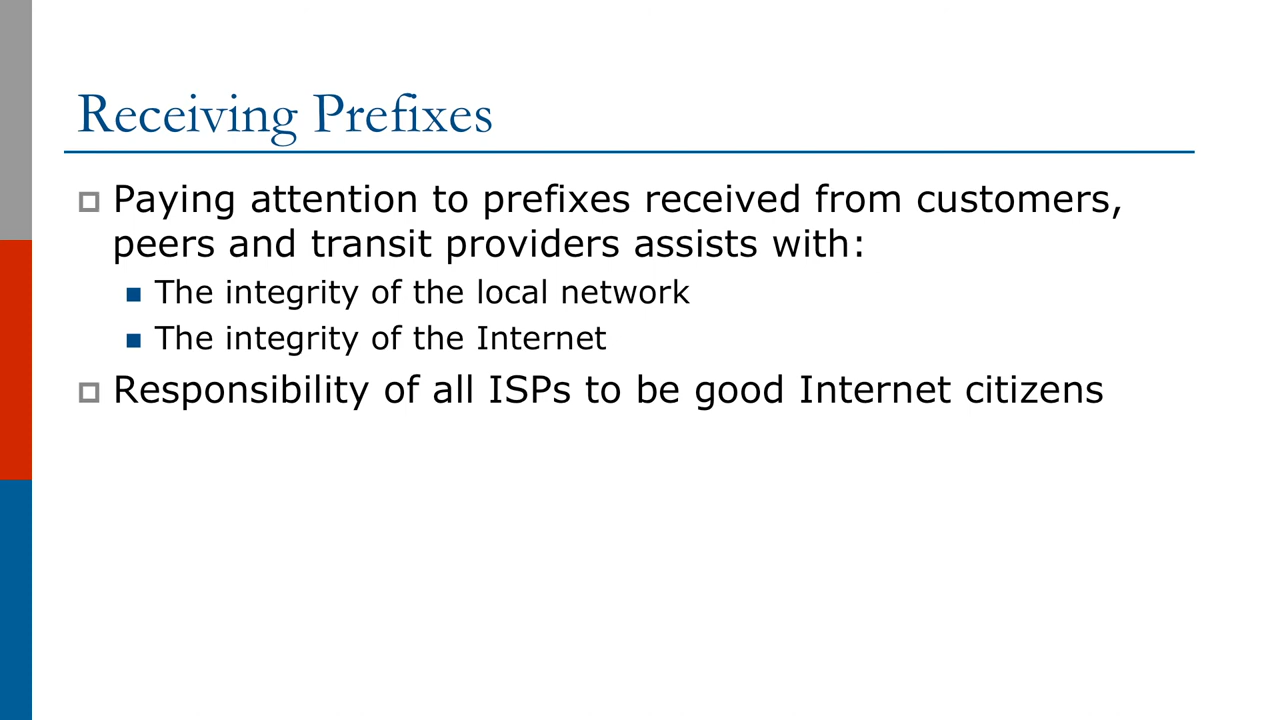 Receiving Prefixes
Paying attention to prefixes received from customers,
peers and transit providers assists with:
The integrity of the local network
The integrity of the Internet
Responsibility of all ISPs to be good Internet citizens